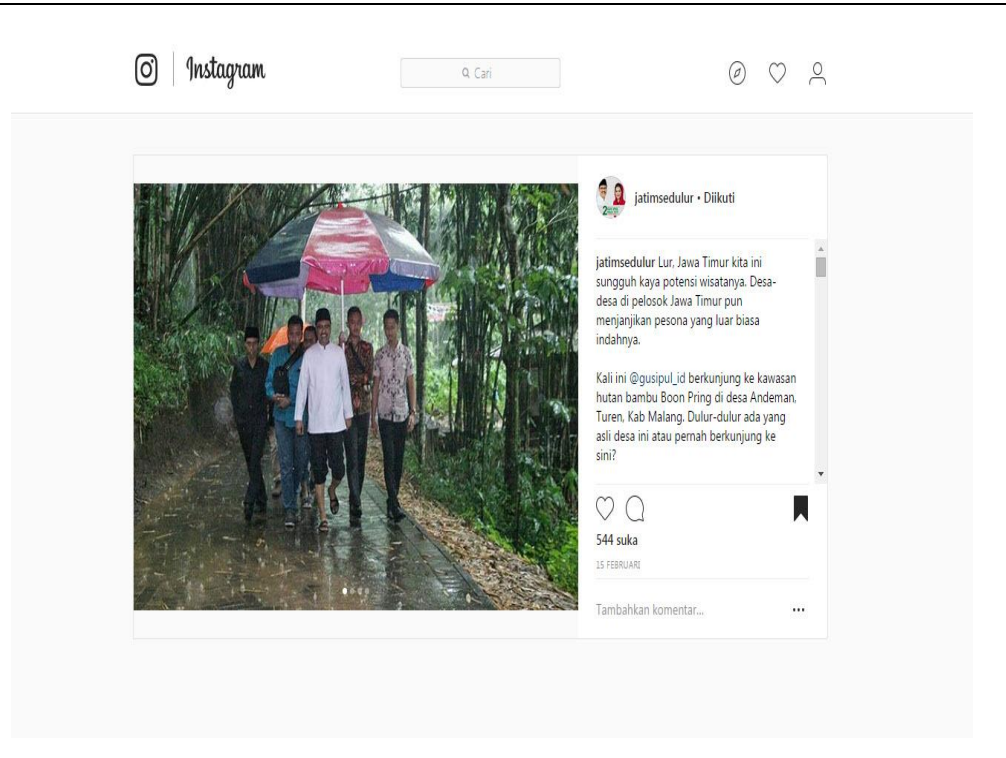 Instagram
Cari
jatimsedulur • Diikuti
jatimsedulur Lur, Jawa Timur kita ini
sungguh kaya potensi wisatanya. Desa-
desa di pelosok Jawa Timur pun
menjanjikan pesona yang luar biasa
indahnya.
Kali ini @gusipul_id berkunjung ke kawasan
hutan bambu Boon Pring di desa Andeman,
Turen, Kab Malang. Dulur-dulur ada yang
asli desa ini atau pernah berkunjung ke
sini?
544 suka
15 FEBRUARI
Tambahkan komentar...